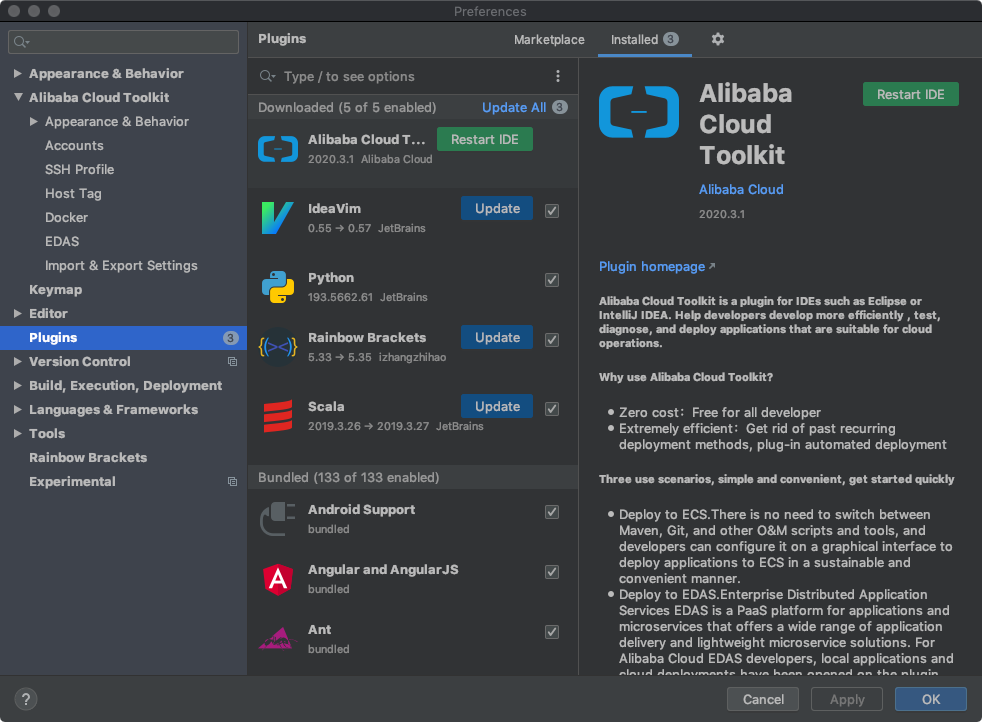 Preferences
Appearance & Behavior
Alibaba Cloud Toolkit
Appearance & Behavior
Accounts
SSH Profile
Host Tag
Docker
EDAS
Import & Export Settings
Keymap
Editor
Plugins 3
Version Control
Build, Execution, Deployment
Languages & Frameworks
Tools
Rainbow Brackets
Experimental
Plugins
Marketplace
Installed 3
Type / to see options
Downloaded (5 of 5 enabled) Update All 3
Alibaba Cloud T... Restart IDE
2020.3.1 Alibaba Cloud
IdeaVim Update
0.55 → 0.57 JetBrains
Python
193.5662.61 JetBrains
Rainbow Brackets Update
5.33 → 5.35 izhangzhihao
Scala Update
2019.3.26 → 2019.3.27 JetBrains
Bundled (133 of 133 enabled)
Android Support
bundled
Angular and AngularJS
bundled
Ant
bundled
Alibaba
Cloud
Toolkit
Restart IDE
Alibaba Cloud
2020.3.1
Plugin homepage ↗
Alibaba Cloud Toolkit is a plugin for IDEs such as Eclipse or
IntelliJ IDEA. Help developers develop more efficiently , test,
diagnose, and deploy applications that are suitable for cloud
operations.
Why use Alibaba Cloud Toolkit?
• Zero cost：Free for all developer
• Extremely efficient：Get rid of past recurring
deployment methods, plug-in automated deployment
Three use scenarios, simple and convenient, get started quickly
• Deploy to ECS.There is no need to switch between
Maven, Git, and other O&M scripts and tools, and
developers can configure it on a graphical interface to
deploy applications to ECS in a sustainable and
convenient manner.
• Deploy to EDAS.Enterprise Distributed Application
Services EDAS is a PaaS platform for applications and
microservices that offers a wide range of application
delivery and lightweight microservice solutions. For
Alibaba Cloud EDAS developers, local applications and
cloud deployments have been opened on the plugin
?
Cancel
Apply
OK